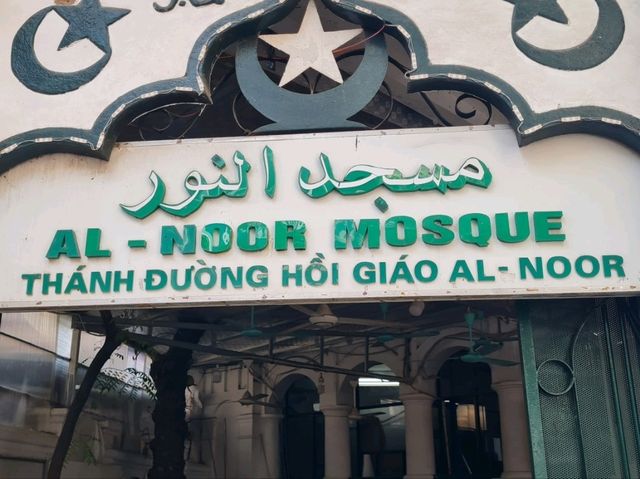 مسجد النور
AL - NOOR MOSQUE
THÁNH ĐƯỜNG HỒI GIÁO AL- NOOR